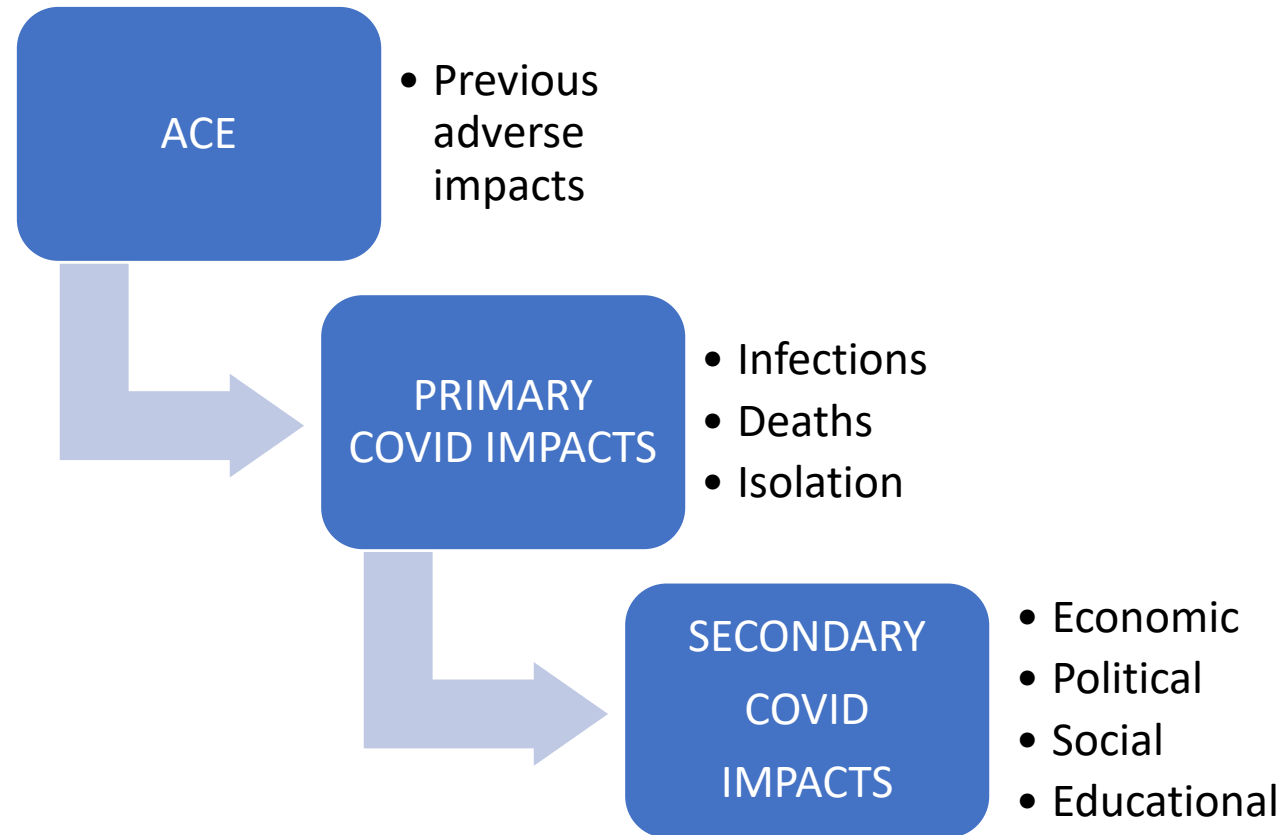 ACE
• Previous
adverse
impacts
PRIMARY
COVID IMPACTS
• Infections
• Deaths
• Isolation
SECONDARY
COVID
IMPACTS
• Economic
• Political
• Social
• Educational